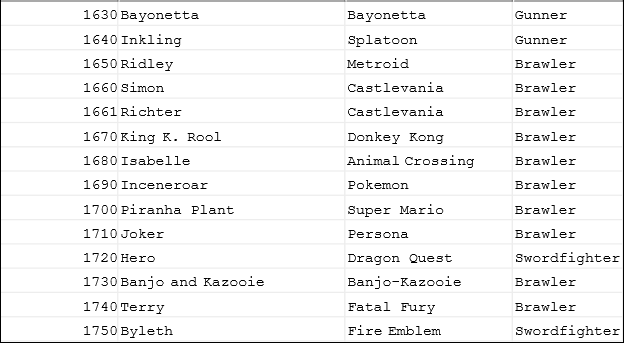 1630 Bayonetta Bayonetta Gunner
1640 Inkling Splatoon Gunner
1650 Ridley Metroid Brawler
1660 Simon Castlevania Brawler
1661 Richter Castlevania Brawler
1670 King K. Rool Donkey Kong Brawler
1680 Isabelle Animal Crossing Brawler
1690 Inceneroar Pokemon Brawler
1700 Piranha Plant Super Mario Brawler
1710 Joker Persona Brawler
1720 Hero Dragon Quest Swordfighter
1730 Banjo and Kazooie Banjo-Kazooie Brawler
1740 Terry Fatal Fury Brawler
1750 Byleth Fire Emblem Swordfighter